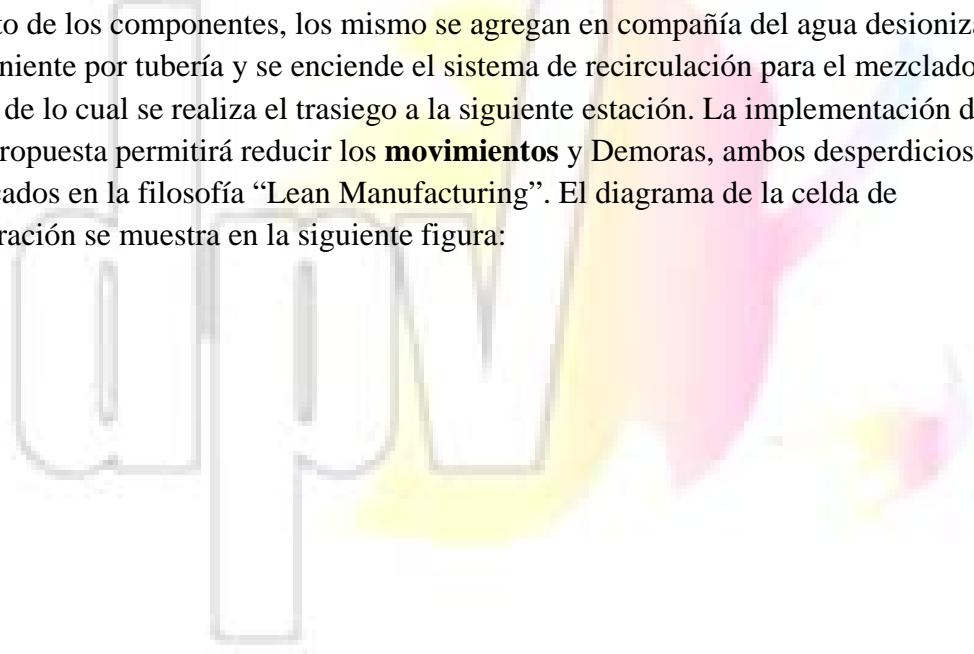 to de los componentes, los mismo se agregan en compañía del agua desioniza
niente por tubería y se enciende el sistema de recirculación para el mezclado
de lo cual se realiza el trasiego a la siguiente estación. La implementación d
ropuesta permitirá reducir los movimientos y Demoras, ambos desperdicios
cados en la filosofía “Lean Manufacturing”. El diagrama de la celda de
ración se muestra en la siguiente figura:
dpv